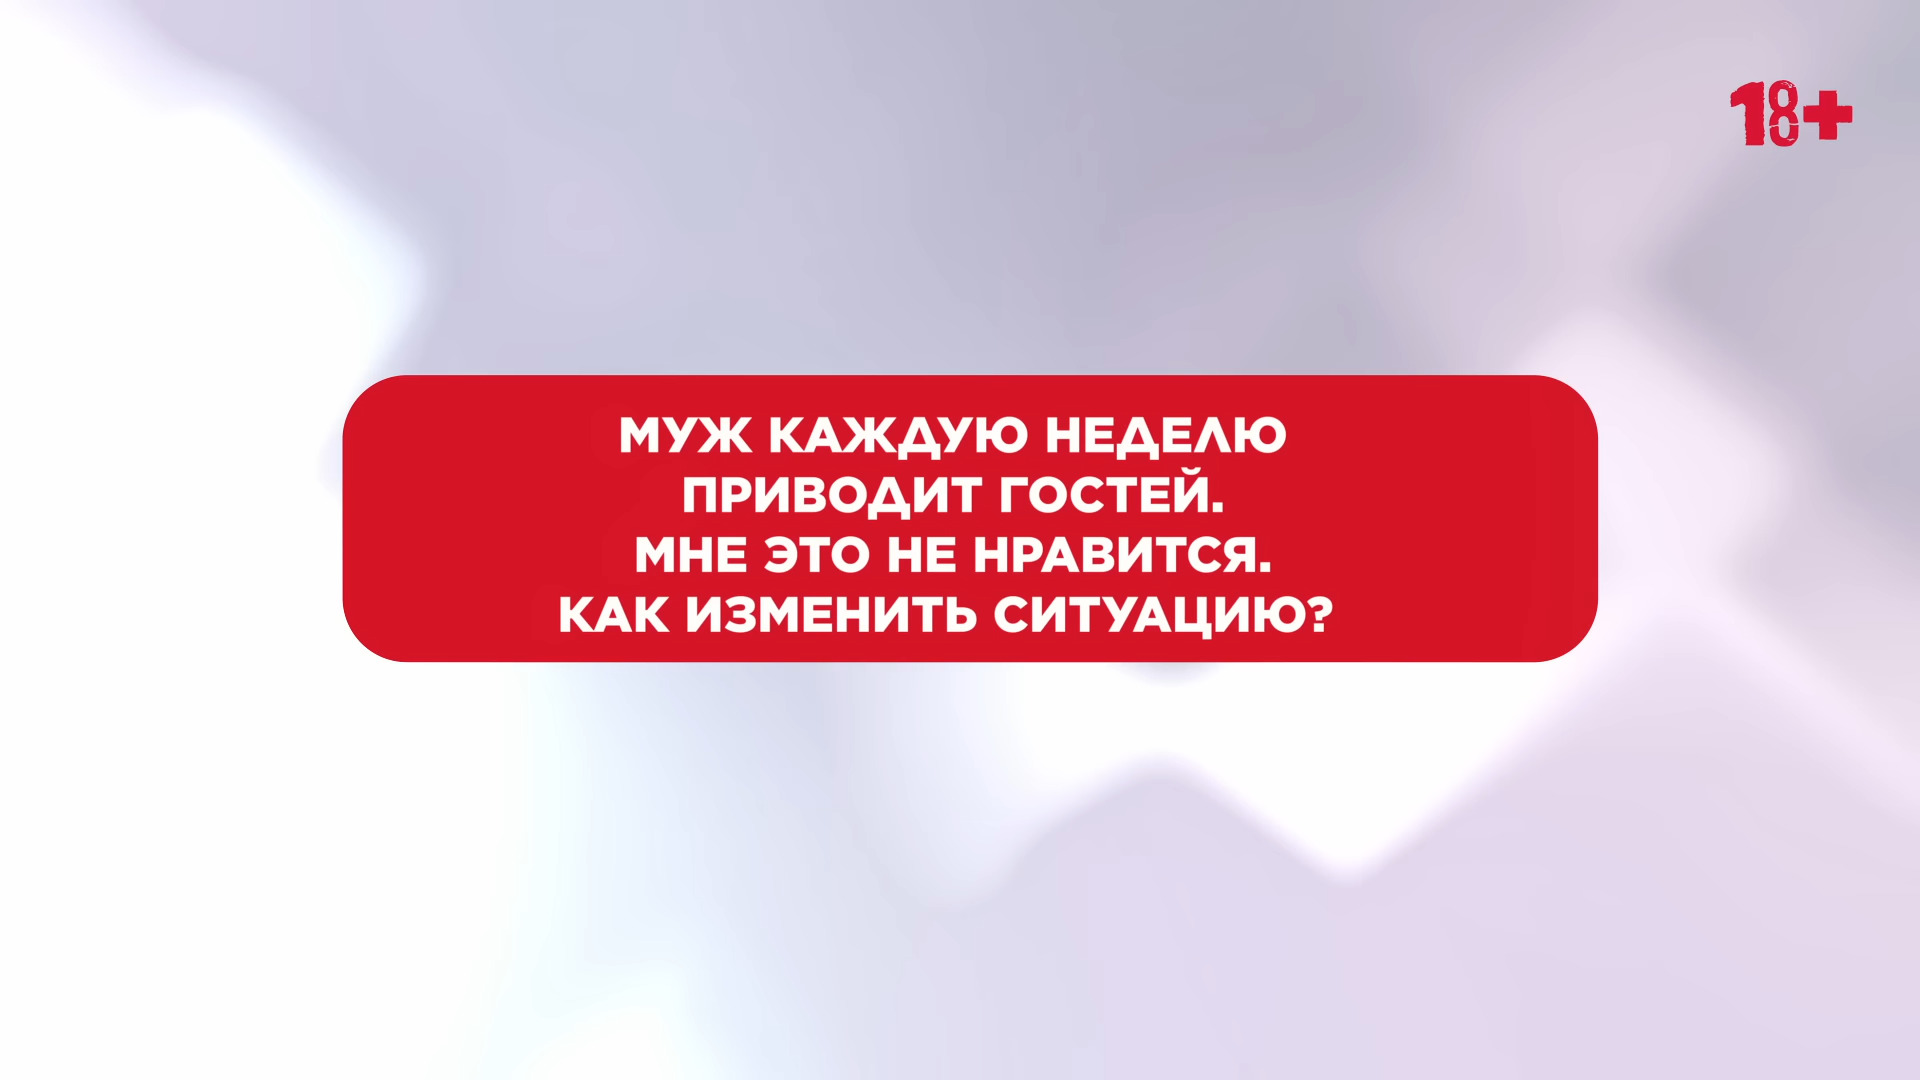 18+
МУЖ КАЖДУЮ НЕДЕЛЮ
ПРИВОДИТ ГОСТЕЙ.
МНЕ ЭТО НЕ НРАВИТСЯ.
КАК ИЗМЕНИТЬ СИТУАЦИЮ?